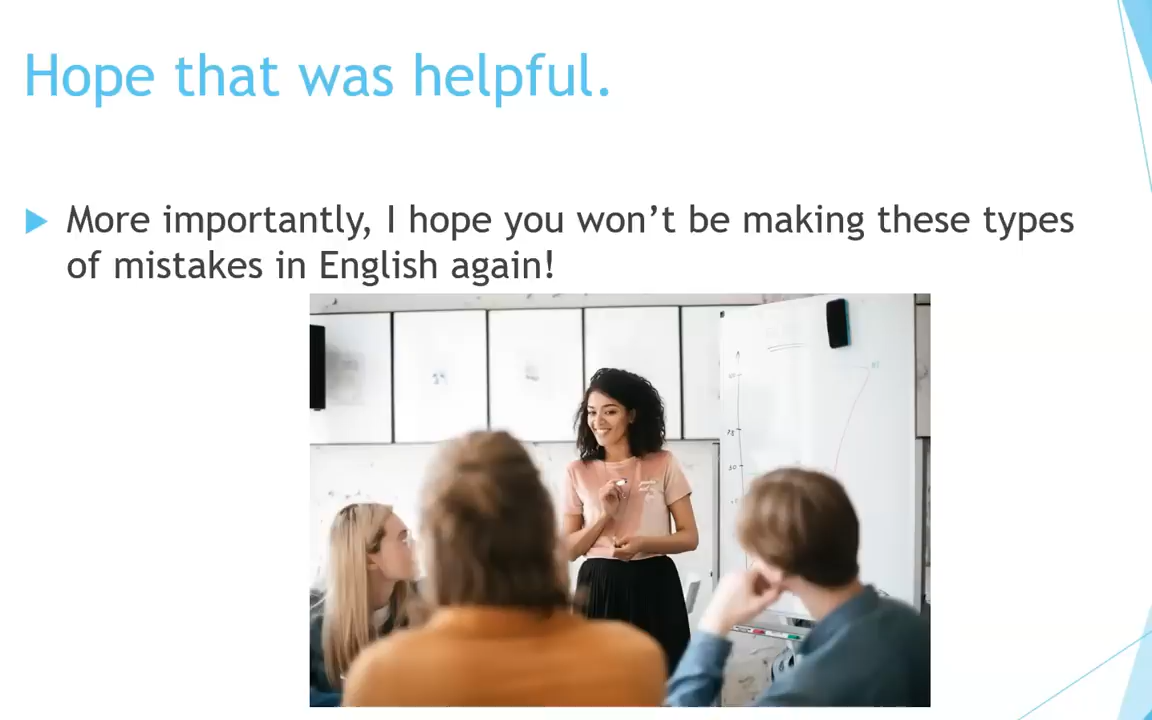 Hope that was helpful.
More importantly, I hope you won’t be making these types
of mistakes in English again!